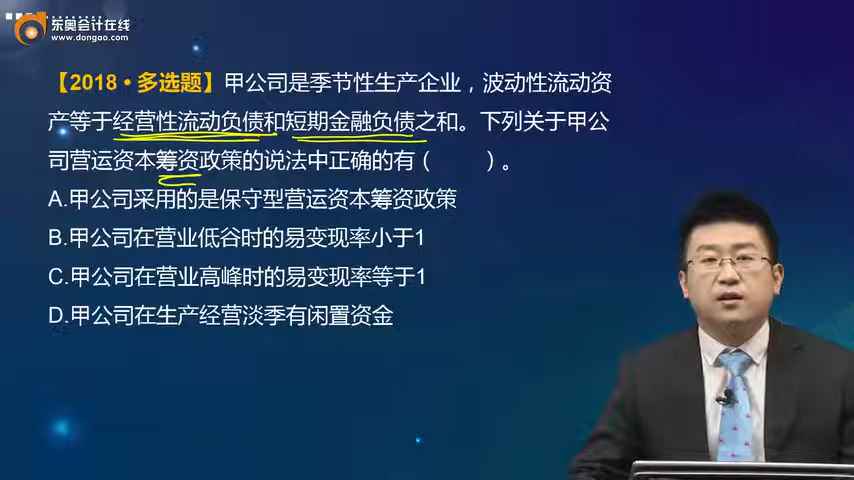 东奥会计在线
www.dongao.com
【2018·多选题】甲公司是季节性生产企业，波动性流动资
产等于经营性流动负债和短期金融负债之和。下列关于甲公
司营运资本筹资政策的说法中正确的有（　　）。
A.甲公司采用的是保守型营运资本筹资政策
B.甲公司在营业低谷时的易变现率小于1
C.甲公司在营业高峰时的易变现率等于1
D.甲公司在生产经营淡季有闲置资金